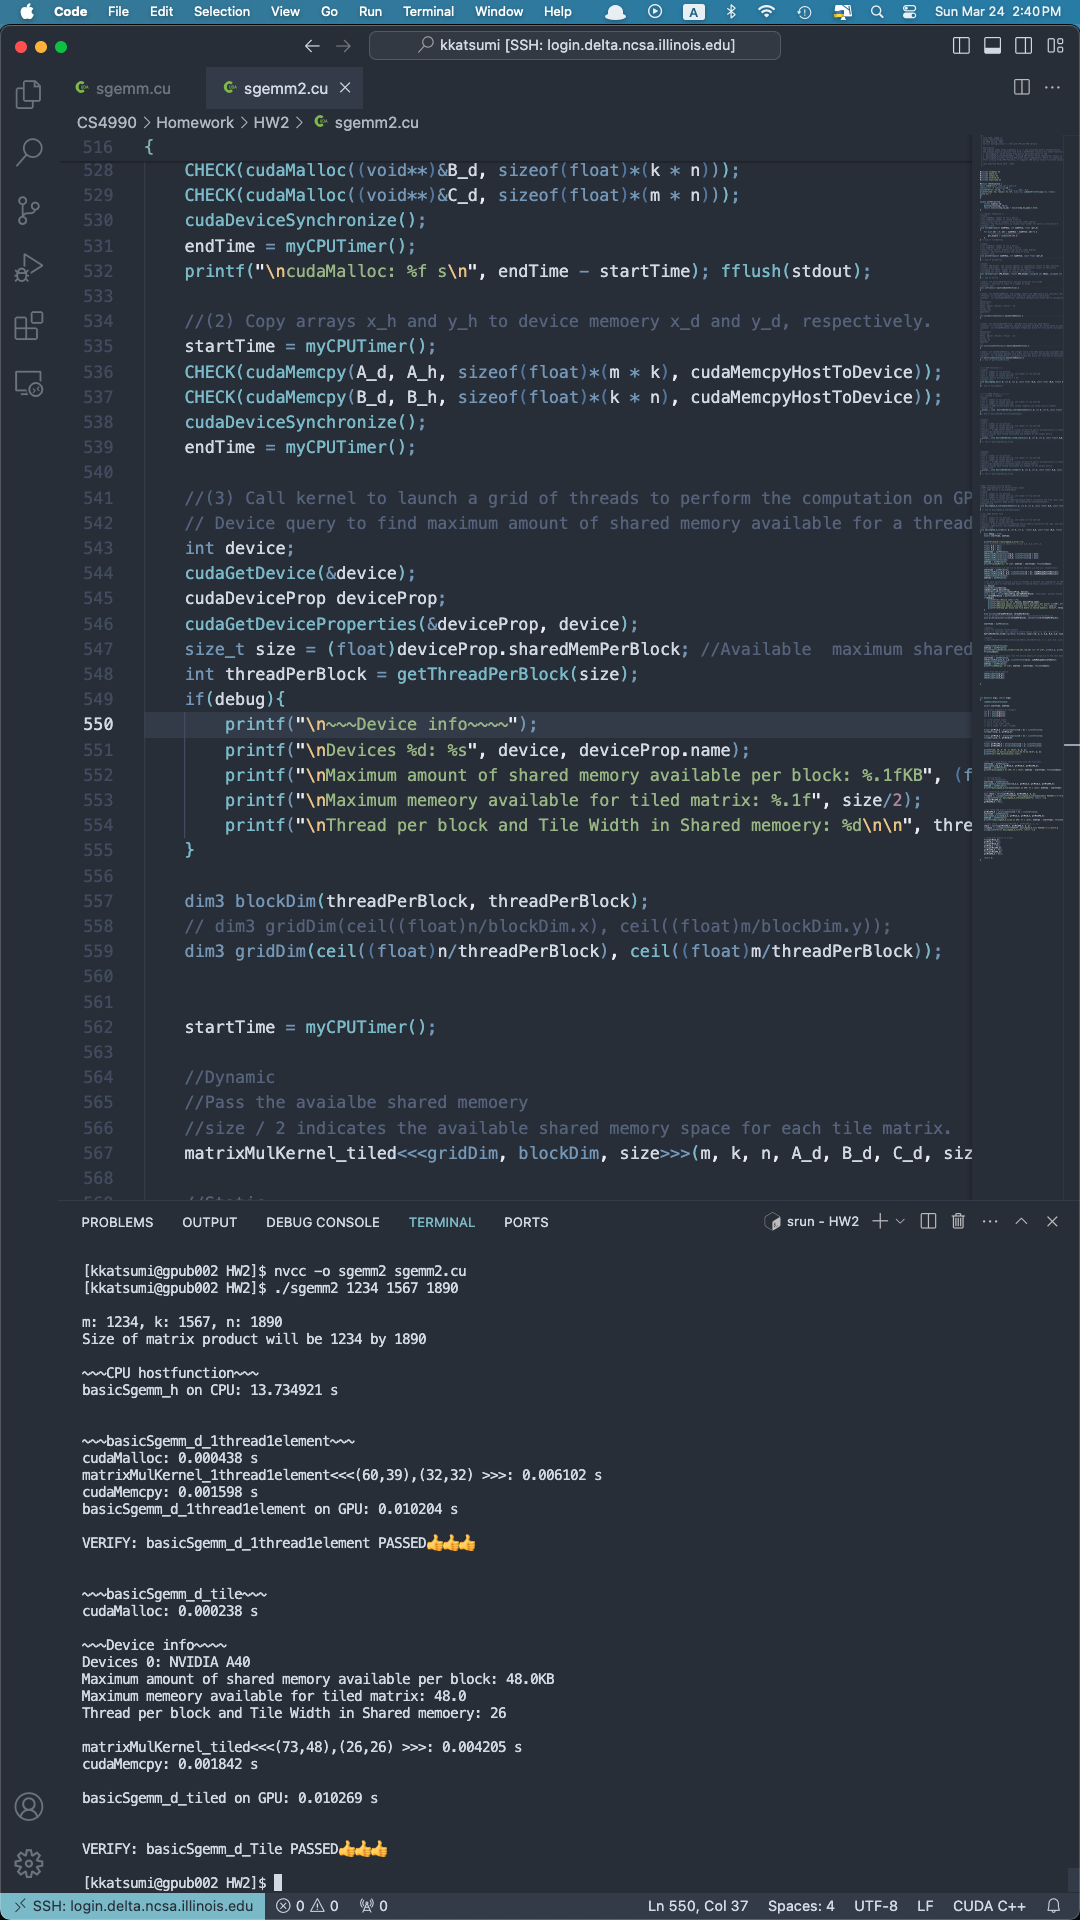 Code File Edit Selection View Go Run Terminal Window Help A Sun Mar 24 2:40 PM
kkatsumi [SSH: login.delta.ncsa.illinois.edu]
sgemm.cu sgemm2.cu
CS4990 > Homework > HW2 > sgemm2.cu
516 {
528 CHECK(cudaMalloc((void**)&B_d, sizeof(float)*(k * n)));
529 CHECK(cudaMalloc((void**)&C_d, sizeof(float)*(m * n)));
530 cudaDeviceSynchronize();
531 endTime = myCPUTimer();
532 printf("\ncudaMalloc: %f s\n", endTime - startTime); fflush(stdout);
533
534 //(2) Copy arrays x_h and y_h to device memoery x_d and y_d, respectively.
535 startTime = myCPUTimer();
536 CHECK(cudaMemcpy(A_d, A_h, sizeof(float)*(m * k), cudaMemcpyHostToDevice));
537 CHECK(cudaMemcpy(B_d, B_h, sizeof(float)*(k * n), cudaMemcpyHostToDevice));
538 cudaDeviceSynchronize();
539 endTime = myCPUTimer();
540
541 //(3) Call kernel to launch a grid of threads to perform the computation on GP
542 // Device query to find maximum amount of shared memory available for a thread
543 int device;
544 cudaGetDevice(&device);
545 cudaDeviceProp deviceProp;
546 cudaGetDeviceProperties(&deviceProp, device);
547 size_t size = (float)deviceProp.sharedMemPerBlock; //Available  maximum shared
548 int threadPerBlock = getThreadPerBlock(size);
549 if(debug){
550 printf("\n~~~Device info~~~~");
551 printf("\nDevices %d: %s", device, deviceProp.name);
552 printf("\nMaximum amount of shared memory available per block: %.1fKB", (f
553 printf("\nMaximum memeory available for tiled matrix: %.1f", size/2);
554 printf("\nThread per block and Tile Width in Shared memoery: %d\n\n", thre
555 }
556
557 dim3 blockDim(threadPerBlock, threadPerBlock);
558 // dim3 gridDim(ceil((float)n/blockDim.x), ceil((float)m/blockDim.y));
559 dim3 gridDim(ceil((float)n/threadPerBlock), ceil((float)m/threadPerBlock));
560
561
562 startTime = myCPUTimer();
563
564 //Dynamic
565 //Pass the avaialbe shared memoery
566 //size / 2 indicates the available shared memory space for each tile matrix.
567 matrixMulKernel_tiled<<<gridDim, blockDim, size>>>(m, k, n, A_d, B_d, C_d, siz
568
569 //Static
PROBLEMS OUTPUT DEBUG CONSOLE TERMINAL PORTS srun - HW2
[kkatsumi@gpub002 HW2]$ nvcc -o sgemm2 sgemm2.cu
[kkatsumi@gpub002 HW2]$ ./sgemm2 1234 1567 1890
m: 1234, k: 1567, n: 1890
Size of matrix product will be 1234 by 1890
~~~CPU hostfunction~~~
basicSgemm_h on CPU: 13.734921 s
~~~basicSgemm_d_1thread1element~~~
cudaMalloc: 0.000438 s
matrixMulKernel_1thread1element<<<(60,39),(32,32) >>>: 0.006102 s
cudaMemcpy: 0.001598 s
basicSgemm_d_1thread1element on GPU: 0.010204 s
VERIFY: basicSgemm_d_1thread1element PASSED👍👍👍
~~~basicSgemm_d_tile~~~
cudaMalloc: 0.000238 s
~~~Device info~~~~
Devices 0: NVIDIA A40
Maximum amount of shared memory available per block: 48.0KB
Maximum memeory available for tiled matrix: 48.0
Thread per block and Tile Width in Shared memoery: 26
matrixMulKernel_tiled<<<(73,48),(26,26) >>>: 0.004205 s
cudaMemcpy: 0.001842 s
basicSgemm_d_tiled on GPU: 0.010269 s
VERIFY: basicSgemm_d_Tile PASSED👍👍👍
[kkatsumi@gpub002 HW2]$
SSH: login.delta.ncsa.illinois.edu 0 0 0 Ln 550, Col 37 Spaces: 4 UTF-8 LF CUDA C++